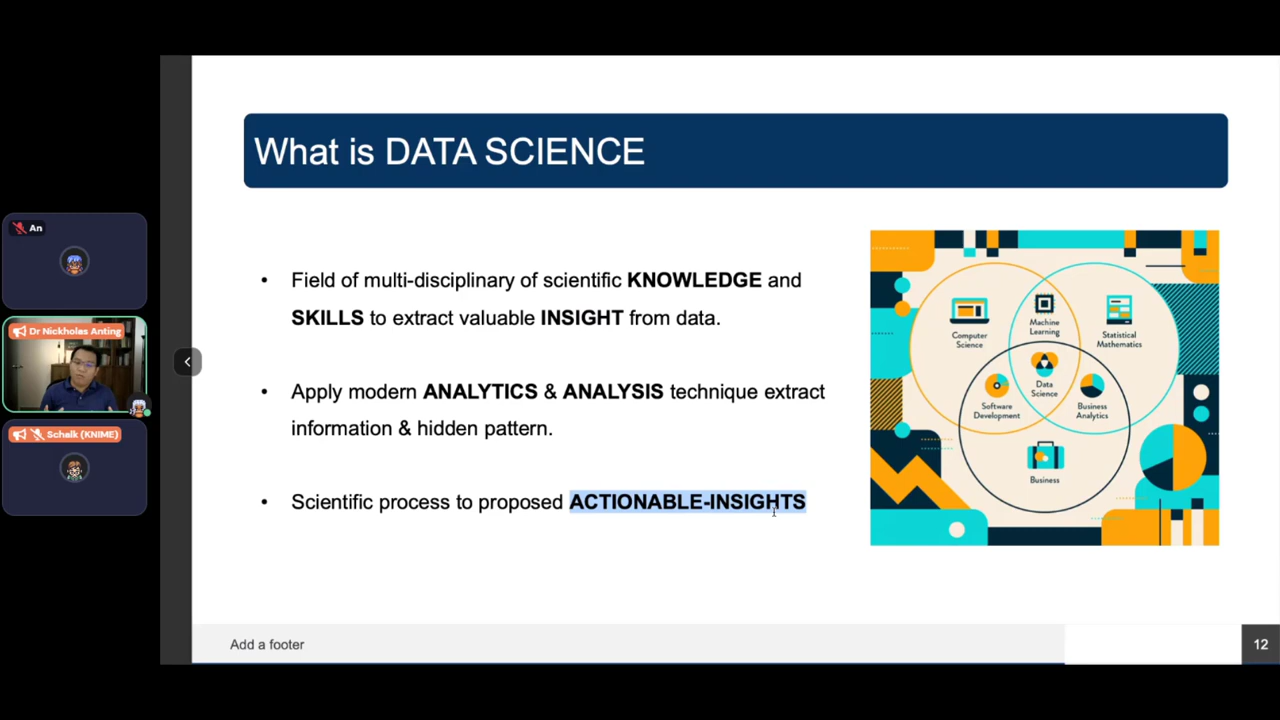 An
Dr Nickholas Anting
Schalk (KNIME)
What is DATA SCIENCE
• Field of multi-disciplinary of scientific KNOWLEDGE and
SKILLS to extract valuable INSIGHT from data.
• Apply modern ANALYTICS & ANALYSIS technique extract
information & hidden pattern.
• Scientific process to proposed ACTIONABLE-INSIGHTS
Computer
Science
Machine
Learning
Statistical
Mathematics
Data
Science
Software
Development
Business
Analytics
Business
Add a footer
12